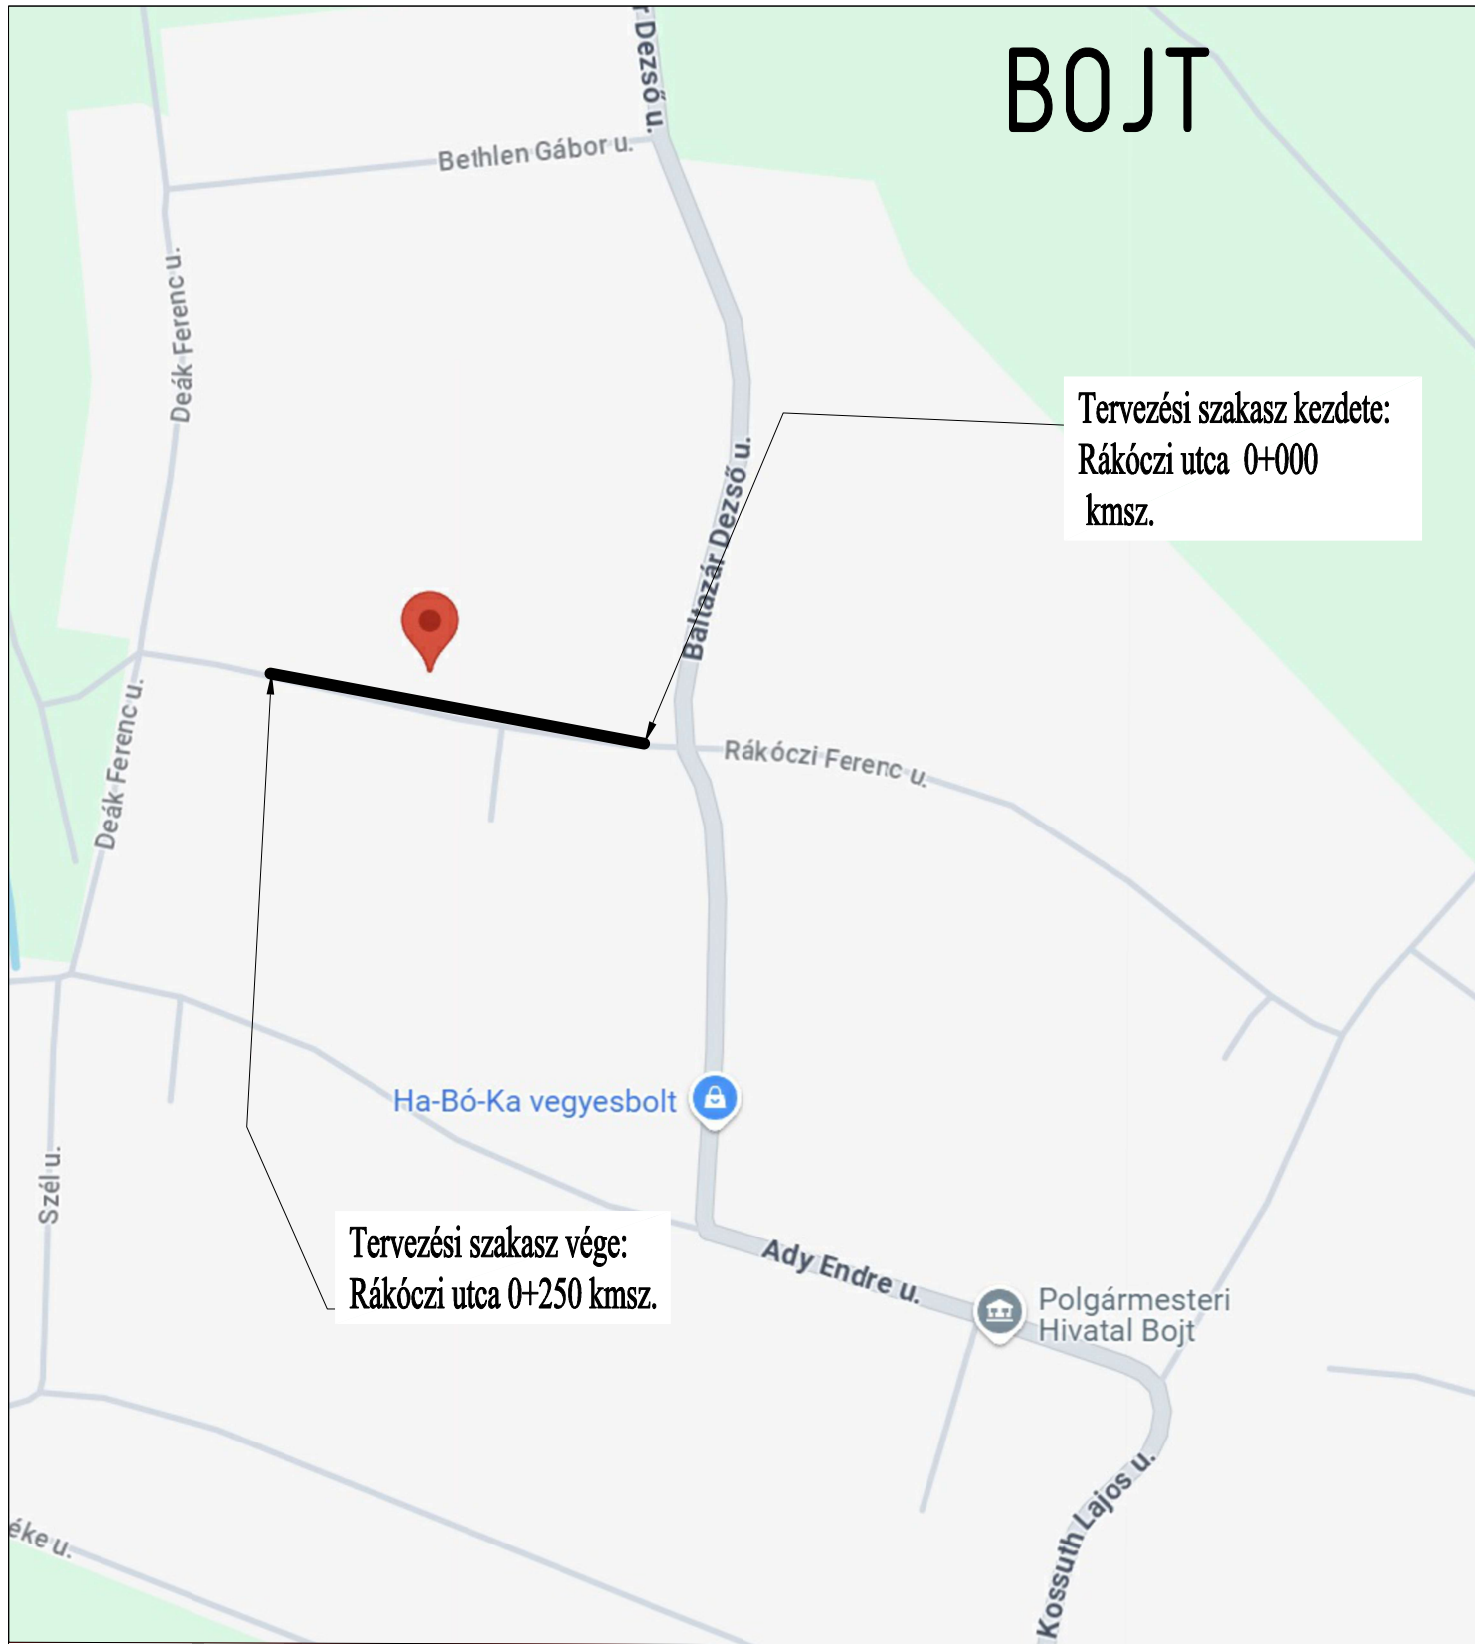 BOJT
r Dezső u.
Bethlen Gábor u.
Deák Ferenc u.
Tervezési szakasz kezdete:
Rákóczi utca 0+000
kmsz.
Baltazár Dezső u.
Deák Ferenc u.
Rákóczi Ferenc u.
Ha-Bó-Ka vegyesbolt
Szél u.
Tervezési szakasz vége:
Rákóczi utca 0+250 kmsz.
Ady Endre u.
Polgármesteri
Hivatal Bojt
Kossuth Lajos u.
éke u.